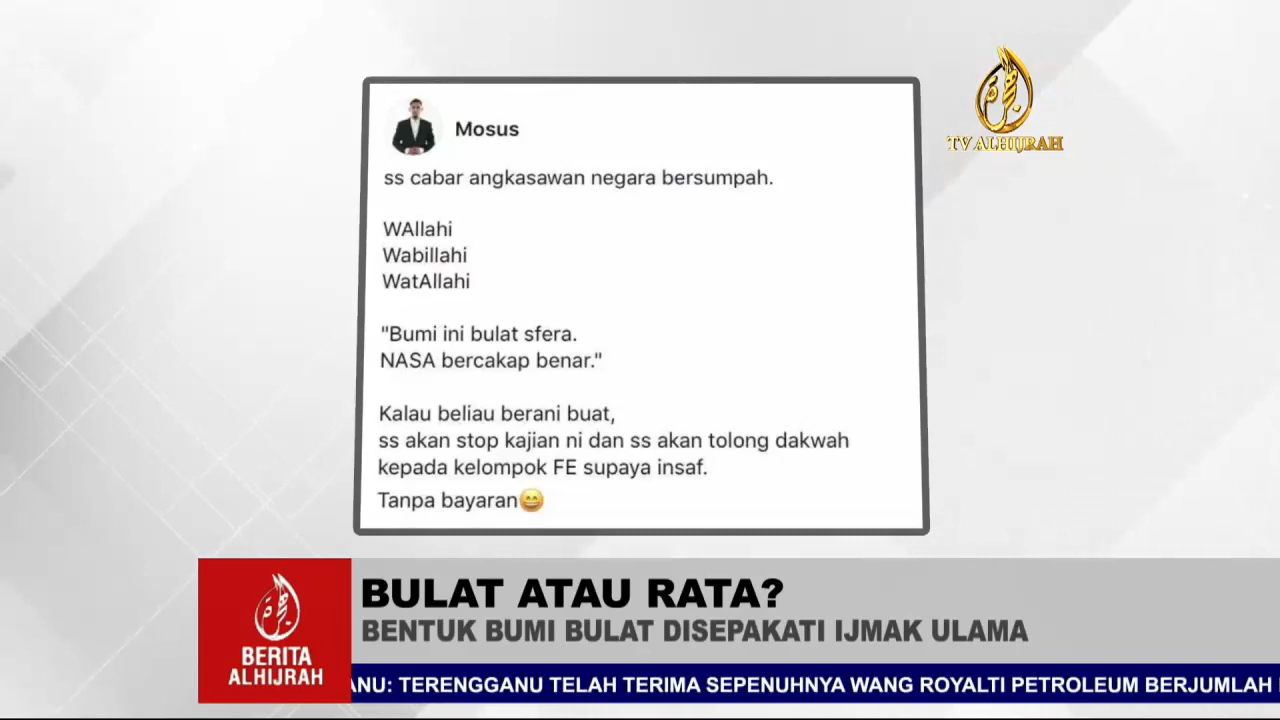 Mosus
ss cabar angkasawan negara bersumpah.
WAllahi
Wabillahi
WatAllahi
"Bumi ini bulat sfera.
NASA bercakap benar."
Kalau beliau berani buat,
ss akan stop kajian ni dan ss akan tolong dakwah
kepada kelompok FE supaya insaf.
Tanpa bayaran😄
TV ALHIJRAH
BULAT ATAU RATA?
BENTUK BUMI BULAT DISEPAKATI IJMAK ULAMA
BERITA
ALHIJRAH
ANU: TERENGGANU TELAH TERIMA SEPENUHNYA WANG ROYALTI PETROLEUM BERJUMLAH